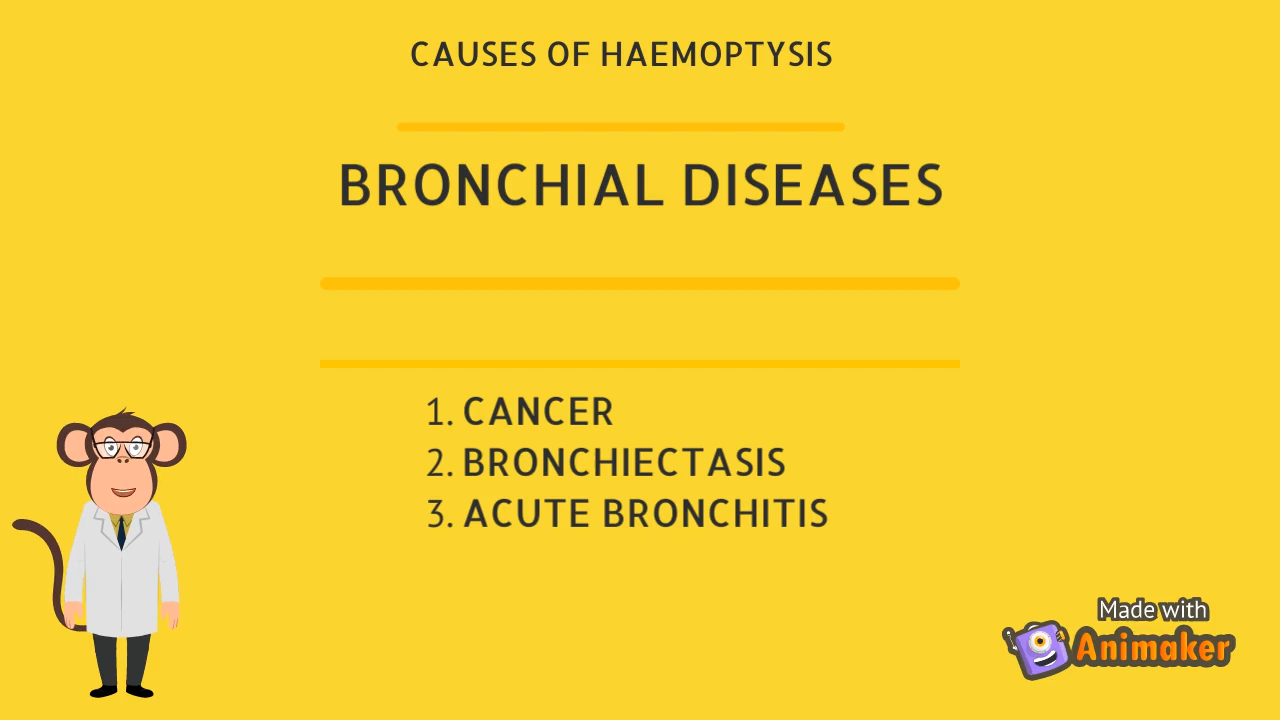 CAUSES OF HAEMOPTYSIS
BRONCHIAL DISEASES
1. CANCER
2. BRONCHIECTASIS
3. ACUTE BRONCHITIS
Made with
Animaker